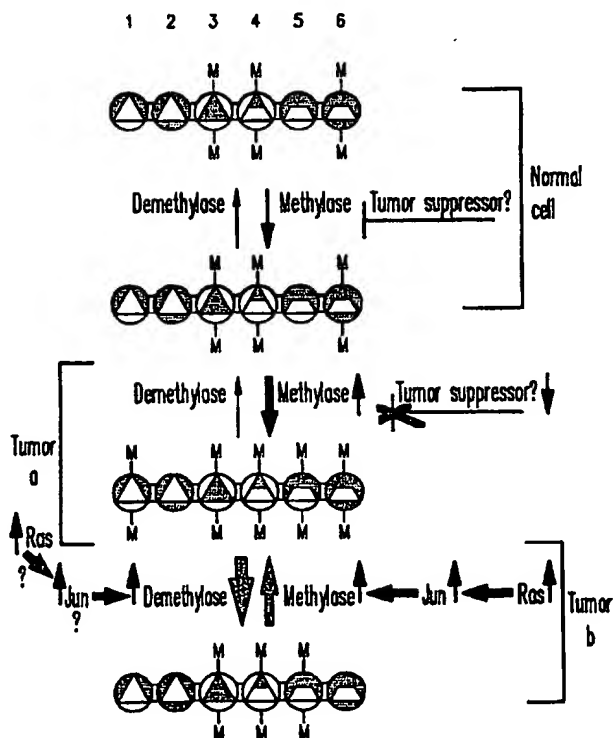 1 2 3 4 5 6
M M M
M M M
Demethylase Methylase Tumor suppressor?
Normal
cell
M M M
M M M
Demethylase Methylase Tumor suppressor?
Tumor
a
M M M M M
M M M M M
Ras
?
Jun
?
Demethylase Methylase Jun Ras
Tumor
b
M M M
M M M